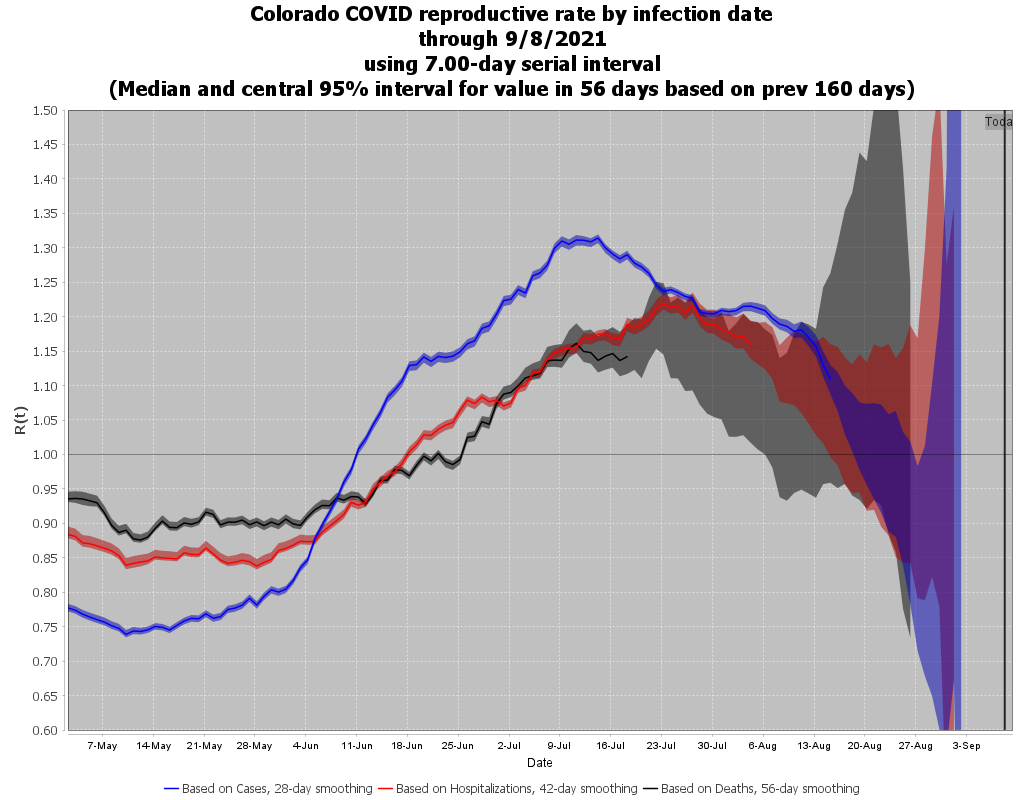 Colorado COVID reproductive rate by infection date
through 9/8/2021
using 7.00-day serial interval
(Median and central 95% interval for value in 56 days based on prev 160 days)
1.50
Toda
1.45
1.40
1.35
1.30
1.25
1.20
1.15
1.10
1.05
1.00
0.95
0.90
0.85
0.80
0.75
0.70
0.65
0.60
R(t)
7-May 14-May 21-May 28-May 4-Jun 11-Jun 18-Jun 25-Jun 2-Jul 9-Jul 16-Jul 23-Jul 30-Jul 6-Aug 13-Aug 20-Aug 27-Aug 3-Sep
Date
Based on Cases, 28-day smoothing Based on Hospitalizations, 42-day smoothing Based on Deaths, 56-day smoothing